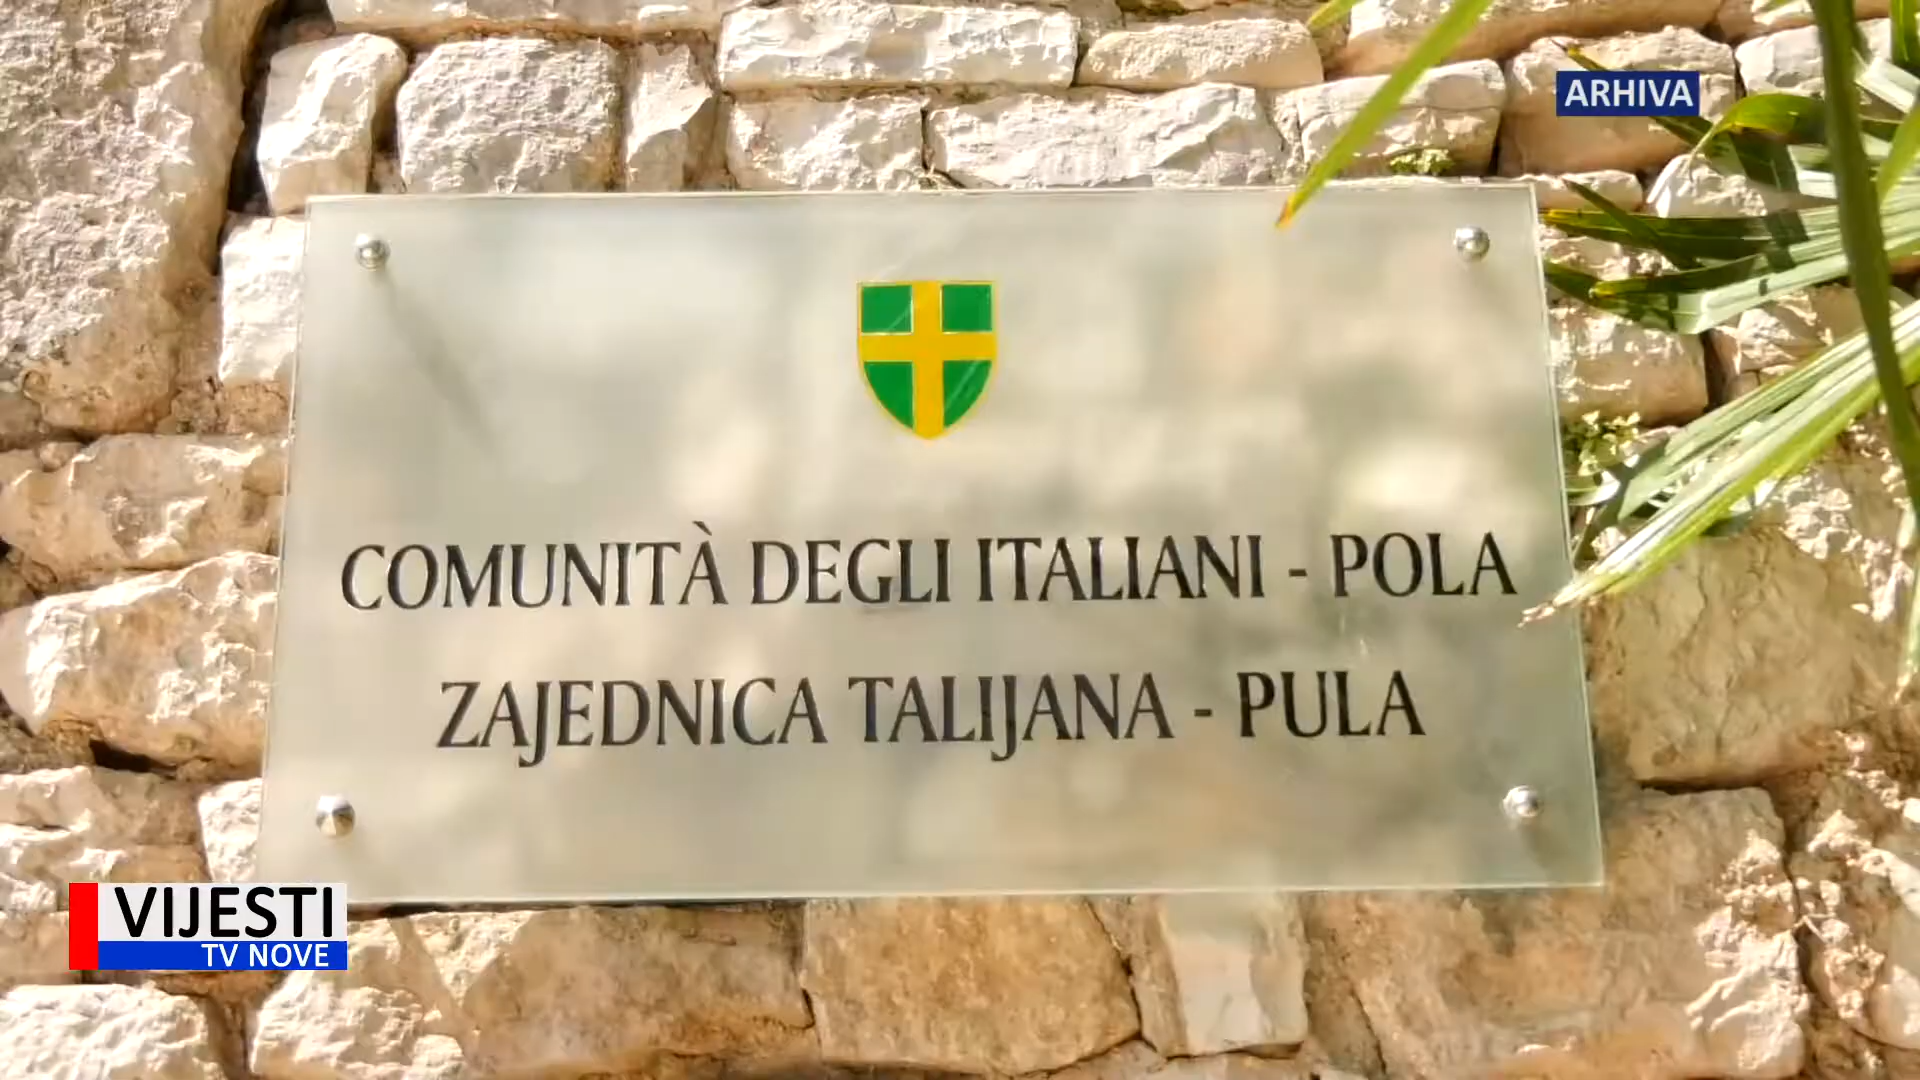 ARHIVA
COMUNITÀ DEGLI ITALIANI - POLA
ZAJEDNICA TALIJANA - PULA
VIJESTI
TV NOVE